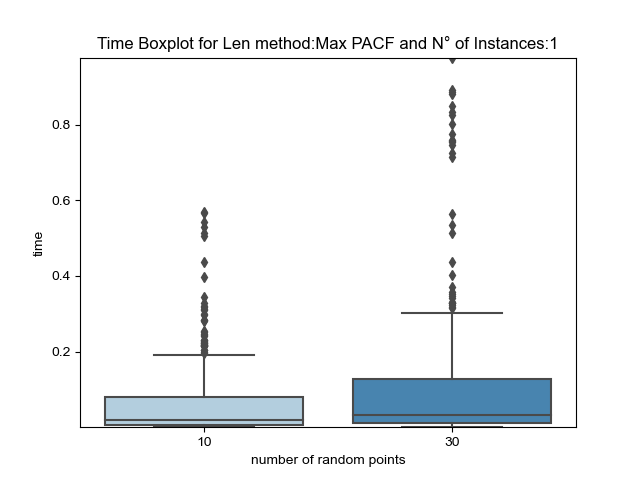 Time Boxplot for Len method:Max PACF and N° of Instances:1
0.8
0.6
0.4
0.2
time
10
30
number of random points